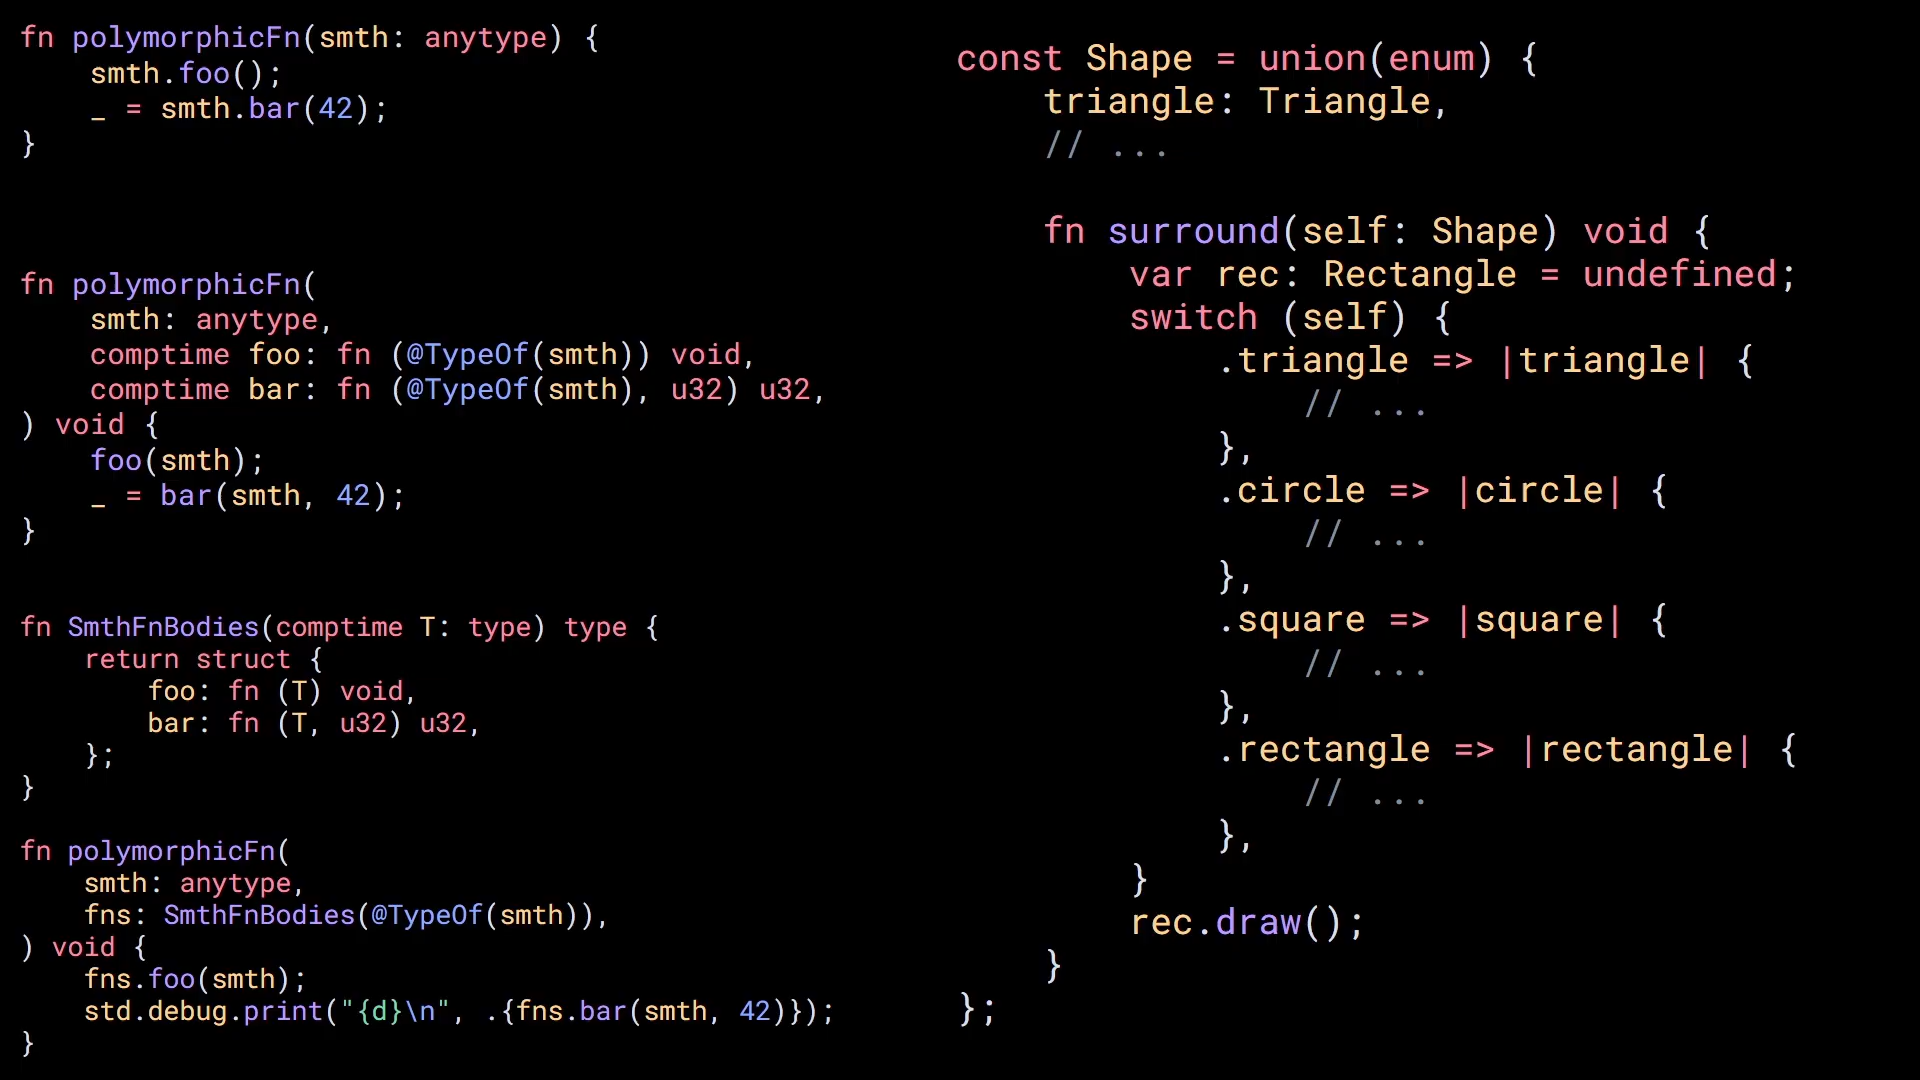 fn polymorphicFn(smth: anytype) {
    smth.foo();
    _ = smth.bar(42);
}
fn polymorphicFn(
    smth: anytype,
    comptime foo: fn (@TypeOf(smth)) void,
    comptime bar: fn (@TypeOf(smth), u32) u32,
) void {
    foo(smth);
    _ = bar(smth, 42);
}
fn SmthFnBodies(comptime T: type) type {
    return struct {
        foo: fn (T) void,
        bar: fn (T, u32) u32,
    };
}
fn polymorphicFn(
    smth: anytype,
    fns: SmthFnBodies(@TypeOf(smth)),
) void {
    fns.foo(smth);
    std.debug.print("{d}\n", .{fns.bar(smth, 42)});
}
const Shape = union(enum) {
    triangle: Triangle,
    // ...
    fn surround(self: Shape) void {
        var rec: Rectangle = undefined;
        switch (self) {
            .triangle => |triangle| {
                // ...
            },
            .circle => |circle| {
                // ...
            },
            .square => |square| {
                // ...
            },
            .rectangle => |rectangle| {
                // ...
            },
        }
        rec.draw();
    }
};